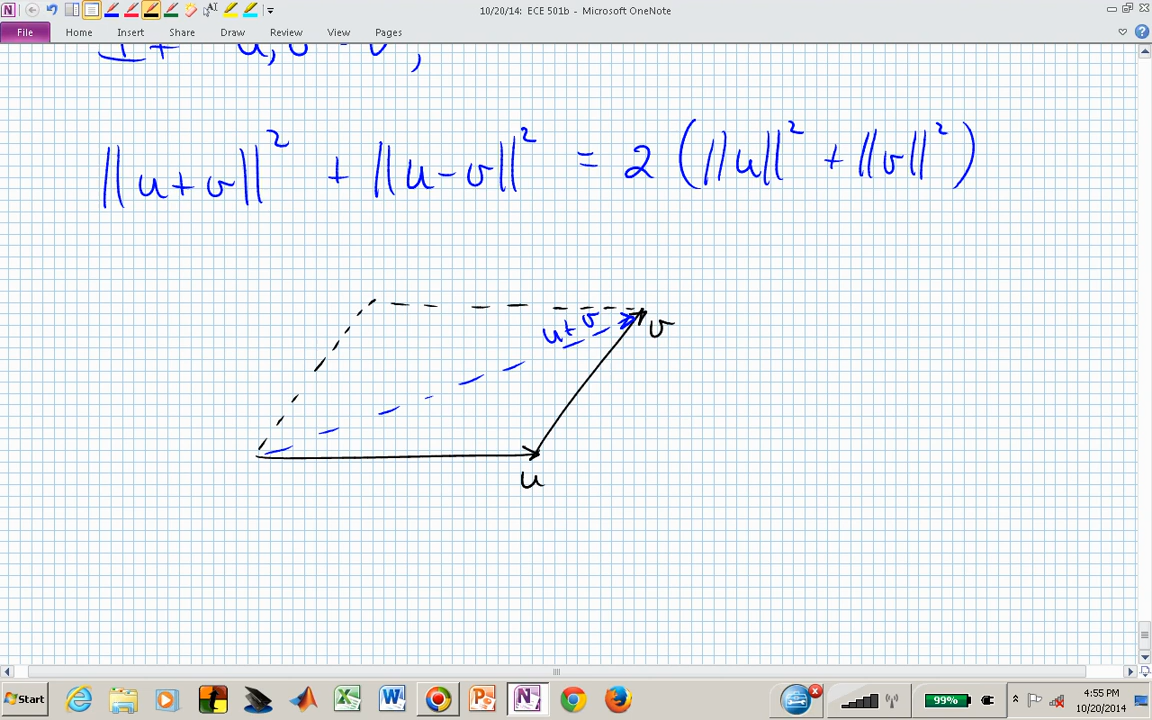 10/20/14: ECE 501b - Microsoft OneNote
File Home Insert Share Draw Review View Pages
If u, v
||u+v||² + ||u-v||² = 2 (||u||² + ||v||²)
u+v
v
u
Start
99%
4:55 PM
10/20/2014